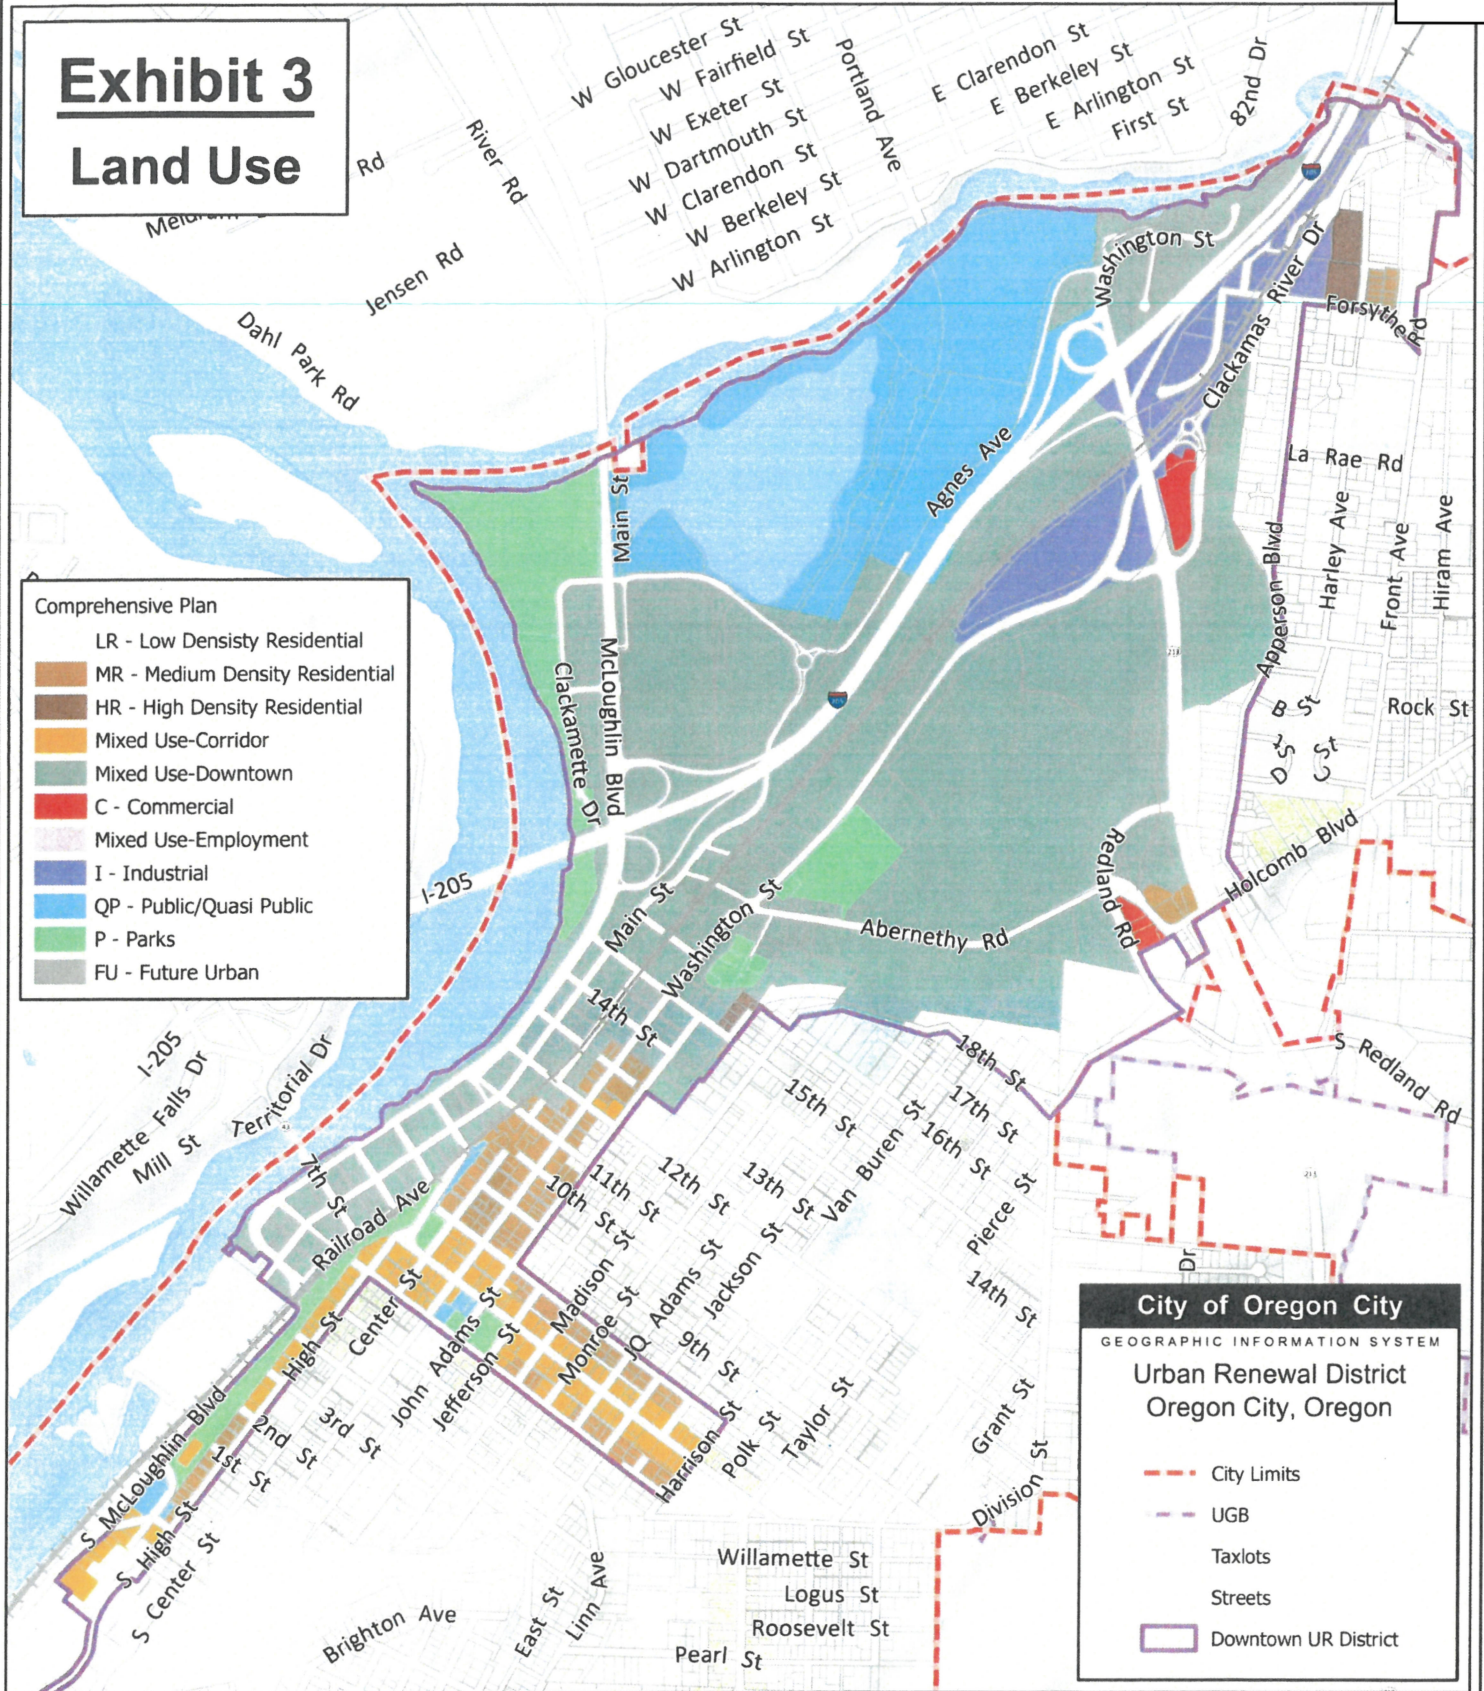 Exhibit 3
Land Use
W Gloucester St
W Fairfield St
W Exeter St
W Dartmouth St
W Clarendon St
W Berkeley St
W Arlington St
Portland Ave
E Clarendon St
E Berkeley St
E Arlington St
First St
82nd Dr
River Rd
Rd
Jensen Rd
Dahl Park Rd
Washington St
Clackamas River Dr
Forsythe Rd
La Rae Rd
Agnes Ave
Main St
Harley Ave
Front Ave
Hiram Ave
Apperson Blvd
Comprehensive Plan
LR - Low Densisty Residential
MR - Medium Density Residential
HR - High Density Residential
Mixed Use-Corridor
Mixed Use-Downtown
C - Commercial
Mixed Use-Employment
I - Industrial
QP - Public/Quasi Public
P - Parks
FU - Future Urban
McLoughlin Blvd
Clackamette Dr
B St
Rock St
D St
C St
Holcomb Blvd
Redland Rd
I-205
Main St
Washington St
Abernethy Rd
14th St
I-205
Willamette Falls Dr
Mill St
Territorial Dr
18th St
17th St
16th St
15th St
S Redland Rd
Van Buren St
7th St
Railroad Ave
10th St
11th St
12th St
13th St
Pierce St
14th St
Dr
Madison St
Monroe St
JQ Adams St
Jackson St
9th St
High St
Center St
John Adams St
Jefferson St
3rd St
2nd St
1st St
Harrison St
Polk St
Taylor St
Grant St
Division St
S McLoughlin Blvd
S High St
S Center St
Brighton Ave
East St
Linn Ave
Willamette St
Logus St
Roosevelt St
Pearl St
City of Oregon City
GEOGRAPHIC INFORMATION SYSTEM
Urban Renewal District
Oregon City, Oregon
City Limits
UGB
Taxlots
Streets
Downtown UR District